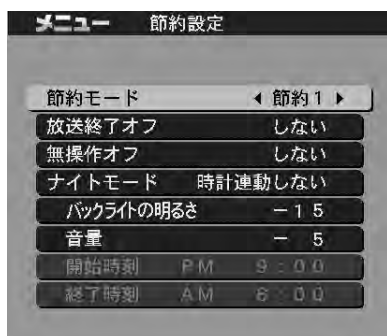 メニュー 節約設定
節約モード ◀ 節約1 ▶
放送終了オフ しない
無操作オフ しない
ナイトモード 時計連動しない
バックライトの明るさ －15
音量 － 5
開始時刻 PM 9:00
終了時刻 AM 6:00